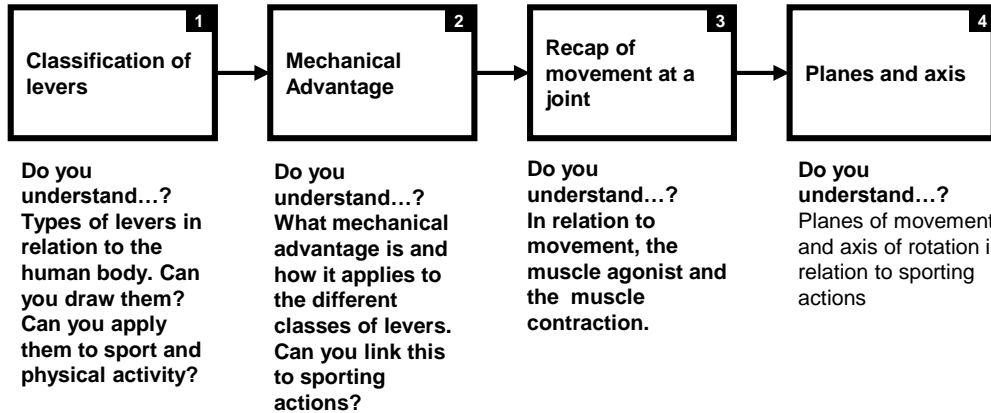 1
Classification of
levers
2
Mechanical
Advantage
3
Recap of
movement at a
joint
4
Planes and axis
Do you
understand…?
Types of levers in
relation to the
human body. Can
you draw them?
Can you apply
them to sport and
physical activity?
Do you
understand…?
What mechanical
advantage is and
how it applies to
the different
classes of levers.
Can you link this
to sporting
actions?
Do you
understand…?
In relation to
movement, the
muscle agonist and
the muscle
contraction.
Do you
understand…?
Planes of movement
and axis of rotation
relation to sporting
actions